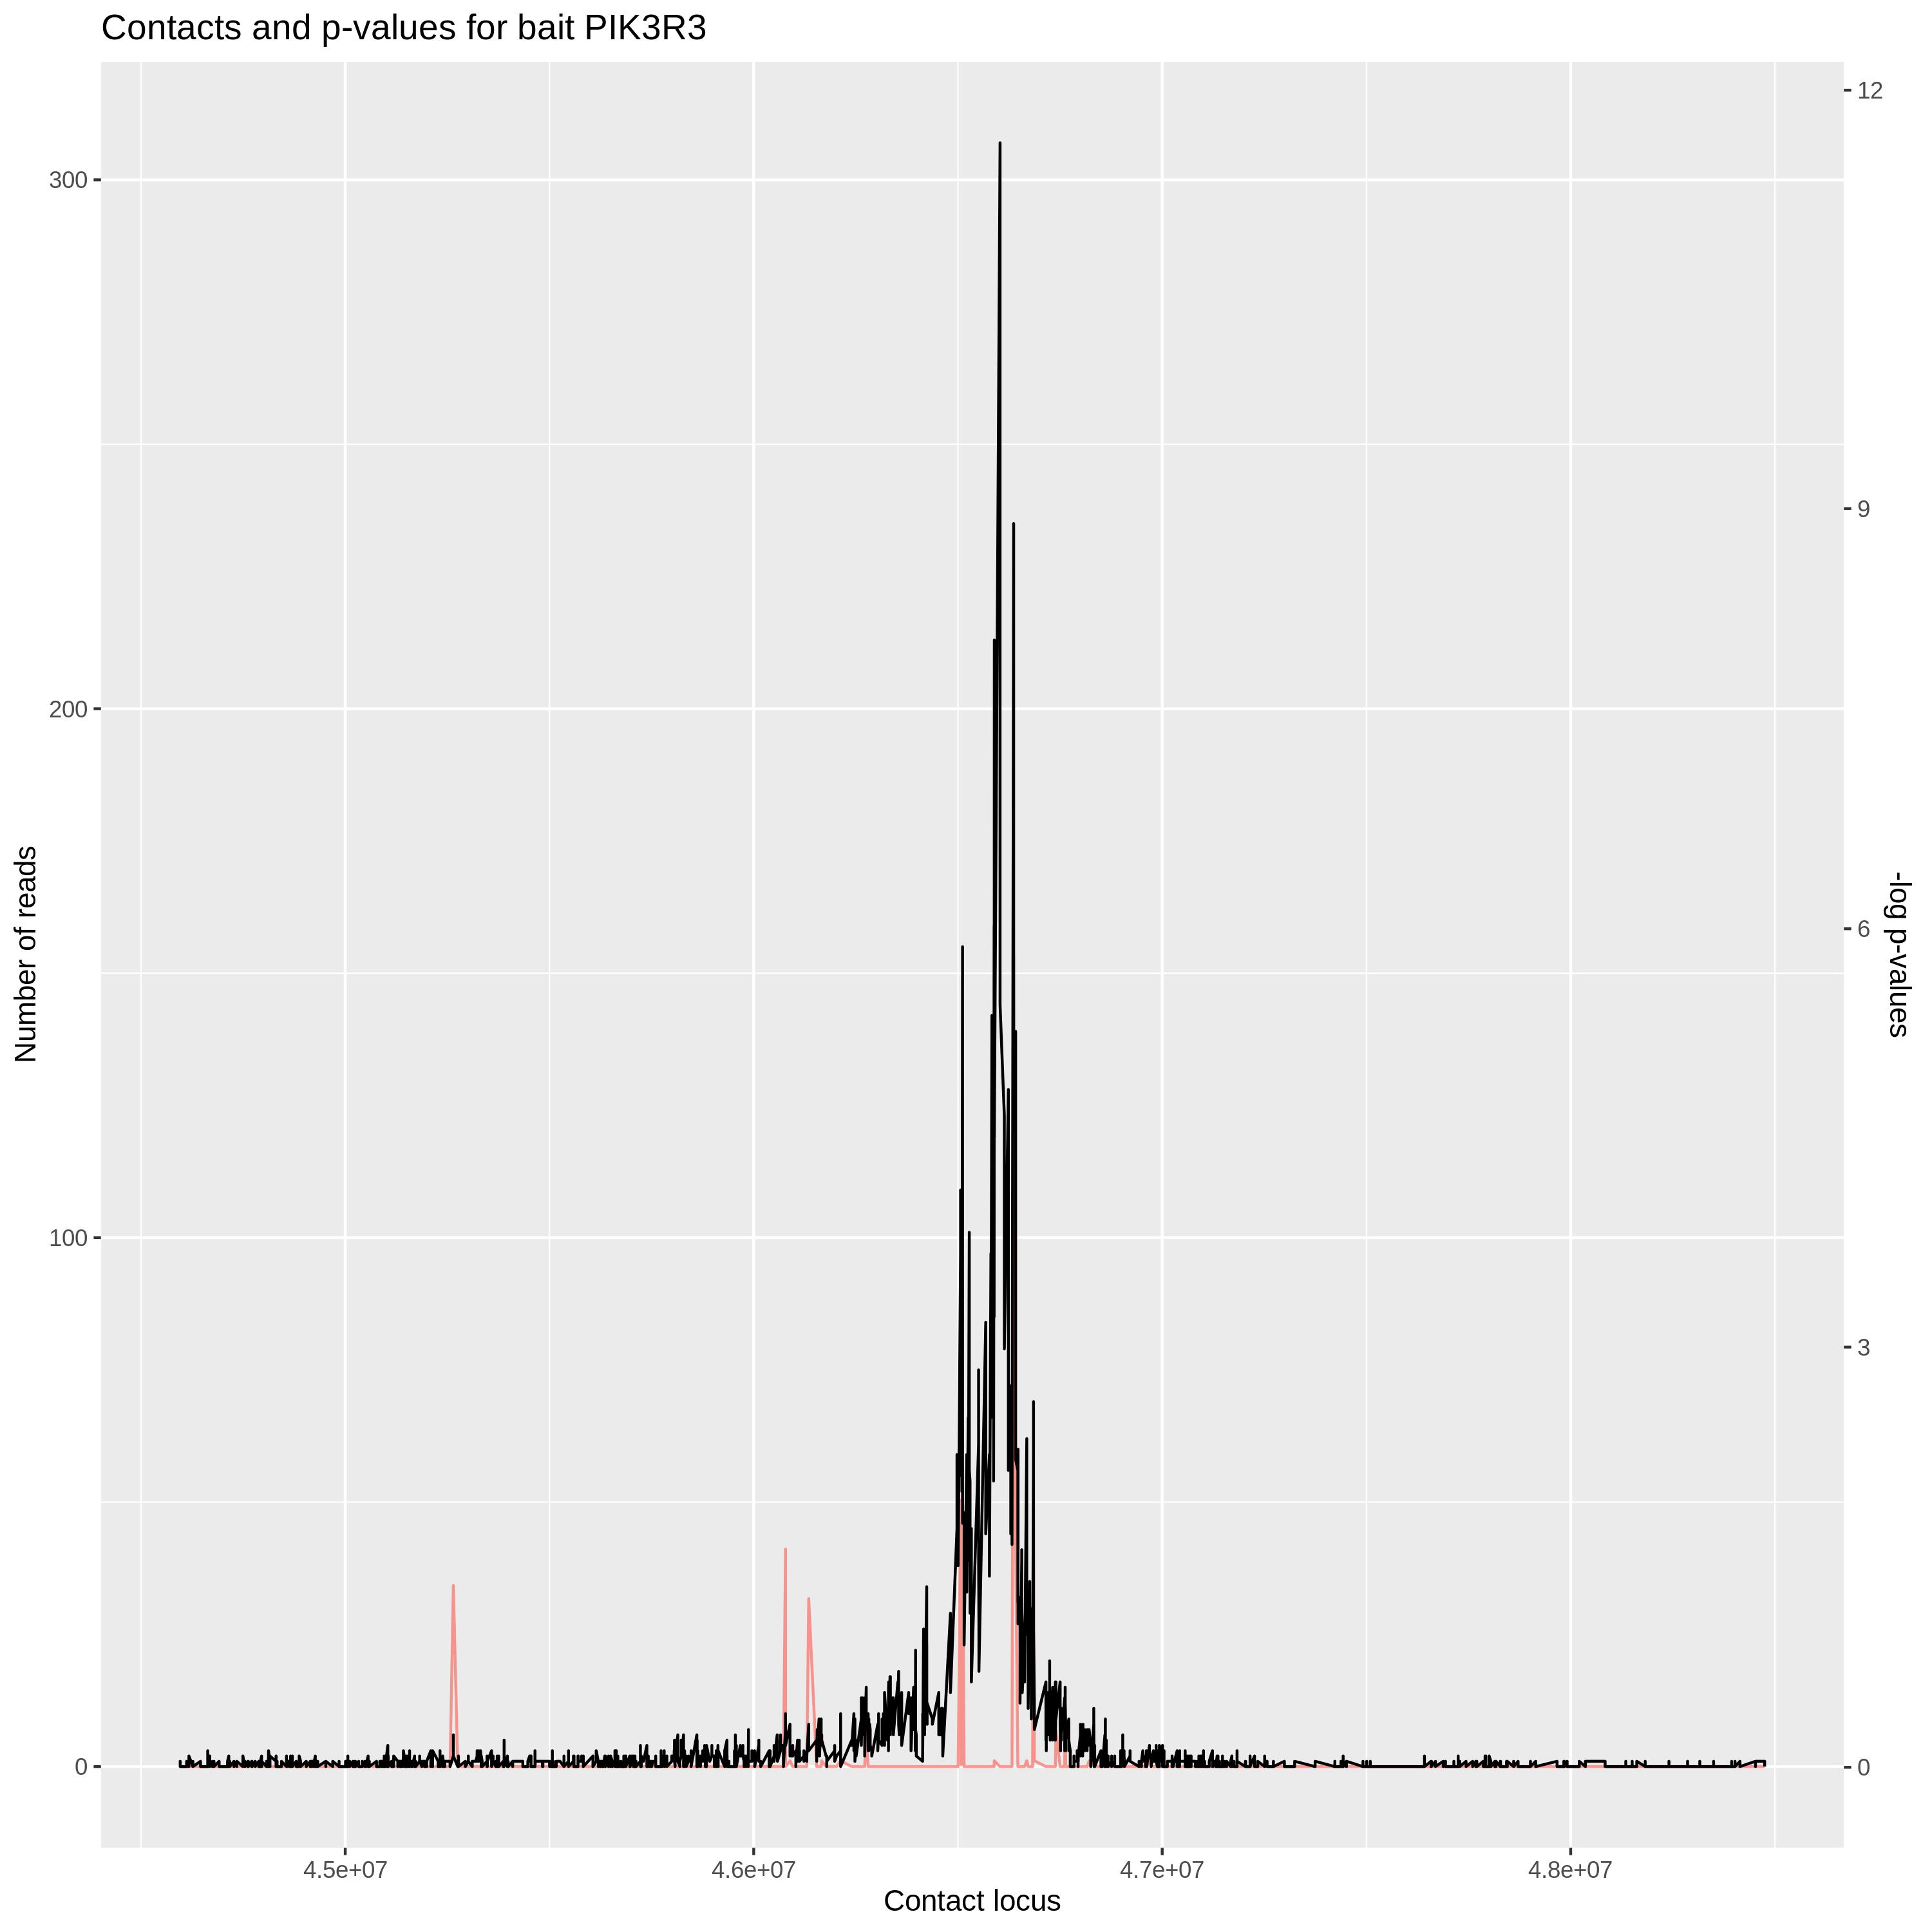 Contacts and p-values for bait PIK3R3
12
300
9
200
Number of reads
6
-log p-values
100
3
0
0
4.5e+07
4.6e+07
4.7e+07
4.8e+07
Contact locus